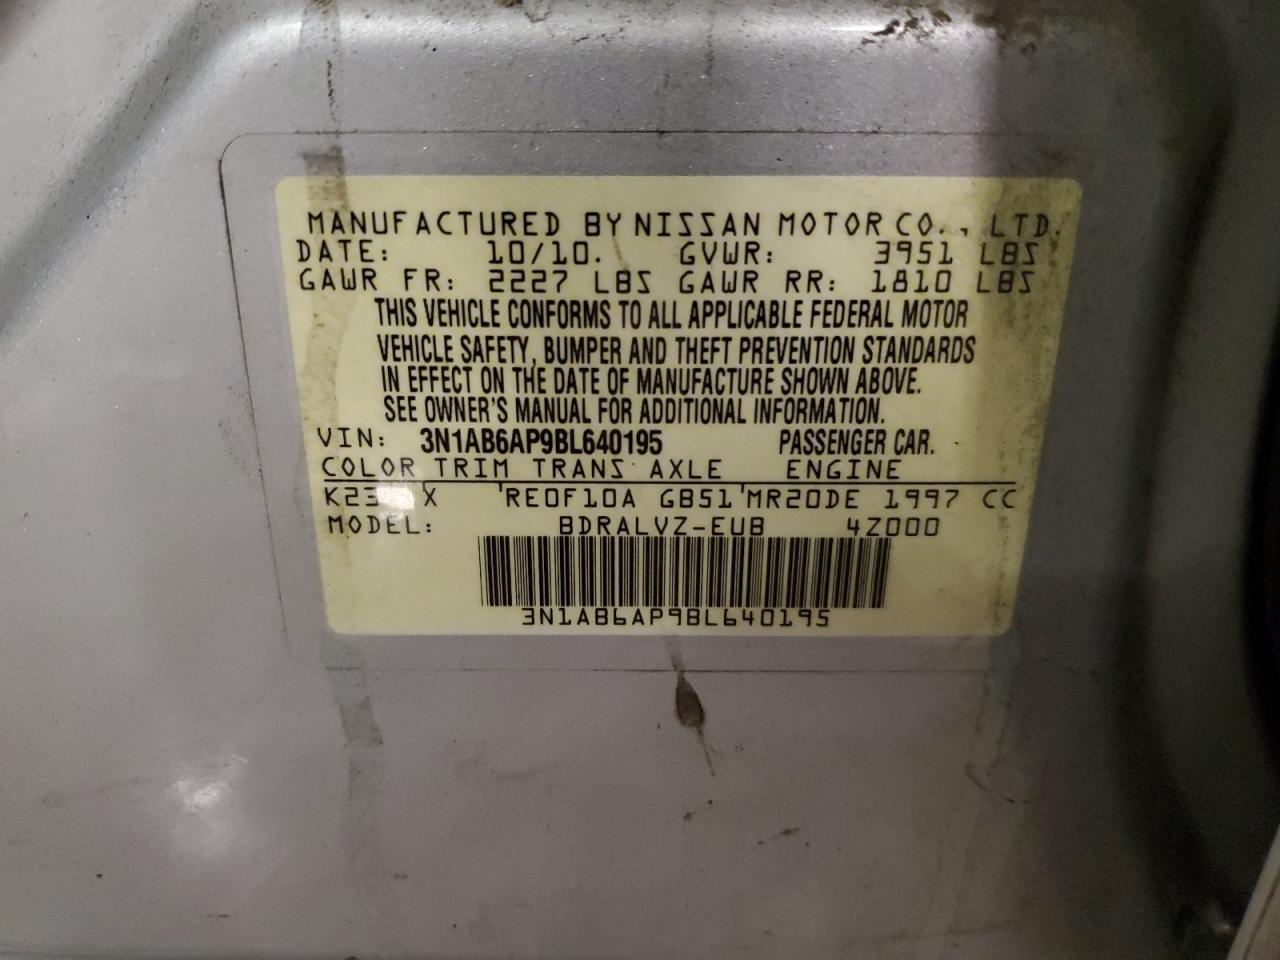 MANUFACTURED BY NISSAN MOTOR CO., LTD.
DATE: 10/10. GVWR: 3951 LBS
GAWR FR: 2227 LBS GAWR RR: 1810 LBS
THIS VEHICLE CONFORMS TO ALL APPLICABLE FEDERAL MOTOR
VEHICLE SAFETY, BUMPER AND THEFT PREVENTION STANDARDS
IN EFFECT ON THE DATE OF MANUFACTURE SHOWN ABOVE.
SEE OWNER'S MANUAL FOR ADDITIONAL INFORMATION.
VIN: 3N1AB6AP9BL640195 PASSENGER CAR.
COLOR TRIM TRANS AXLE ENGINE
K23 X RE0F10A GB51 MR20DE 1997 CC
MODEL: BDRALVZ-EUB 4Z000
3N1AB6AP9BL640195